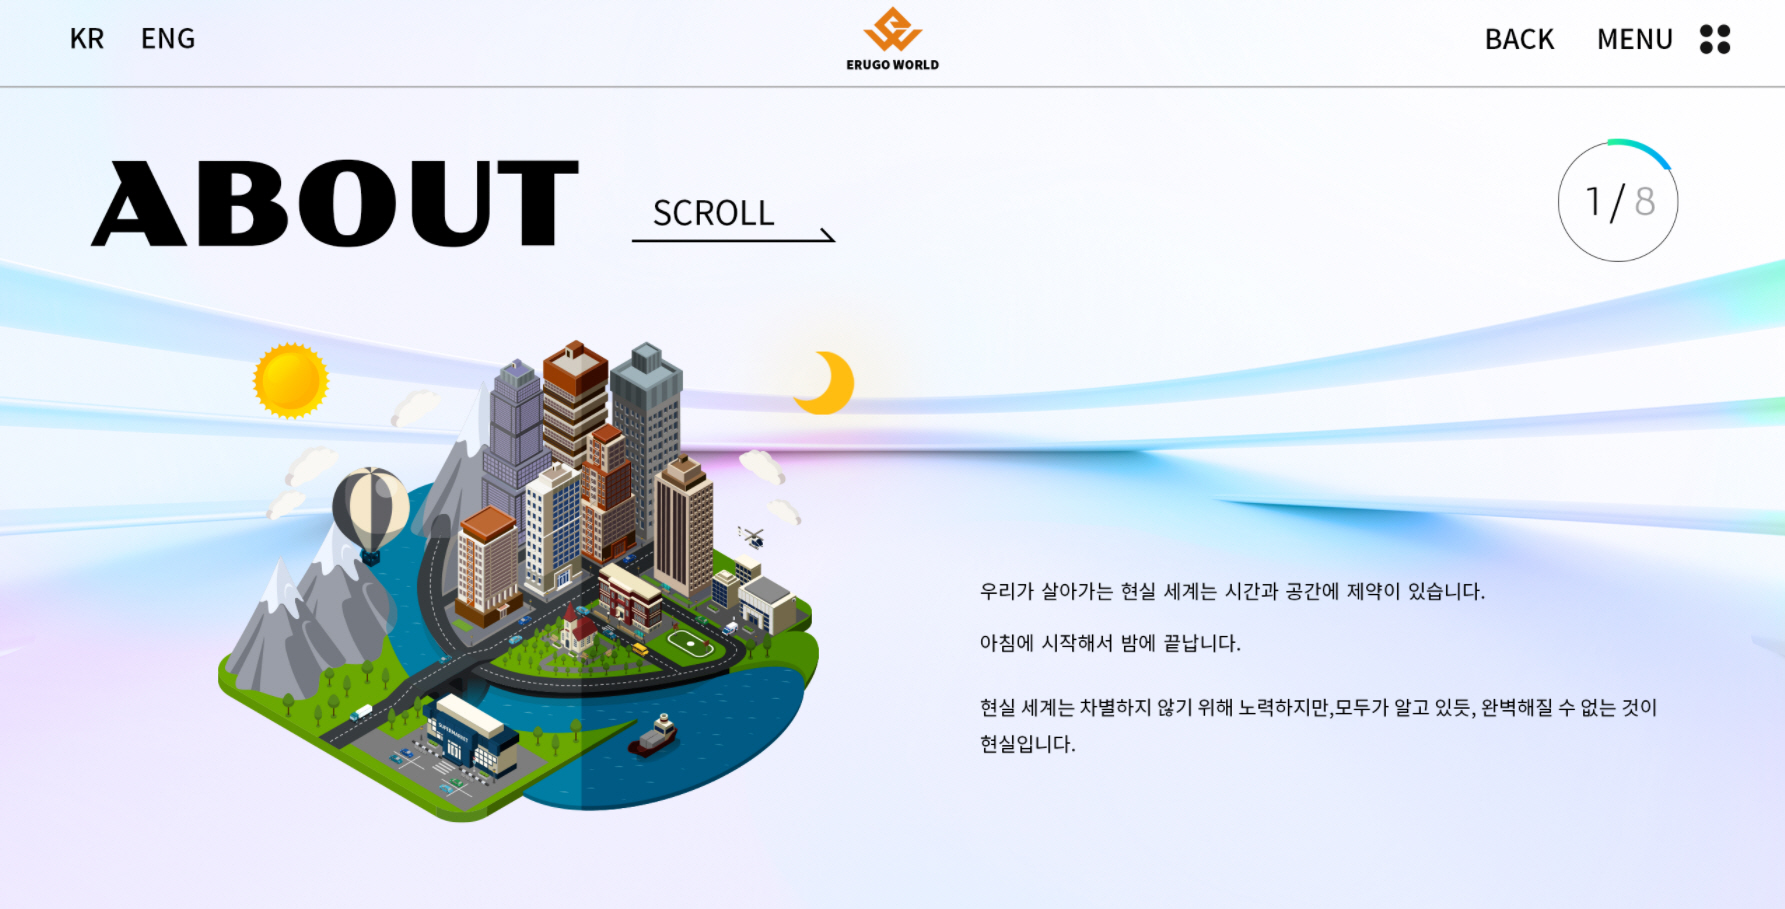 KR ENG
ERUGO WORLD
BACK MENU
ABOUT
SCROLL
1 / 8
SUPERMARKET
우리가 살아가는 현실 세계는 시간과 공간에 제약이 있습니다.
아침에 시작해서 밤에 끝납니다.
현실 세계는 차별하지 않기 위해 노력하지만,모두가 알고 있듯, 완벽해질 수 없는 것이
현실입니다.